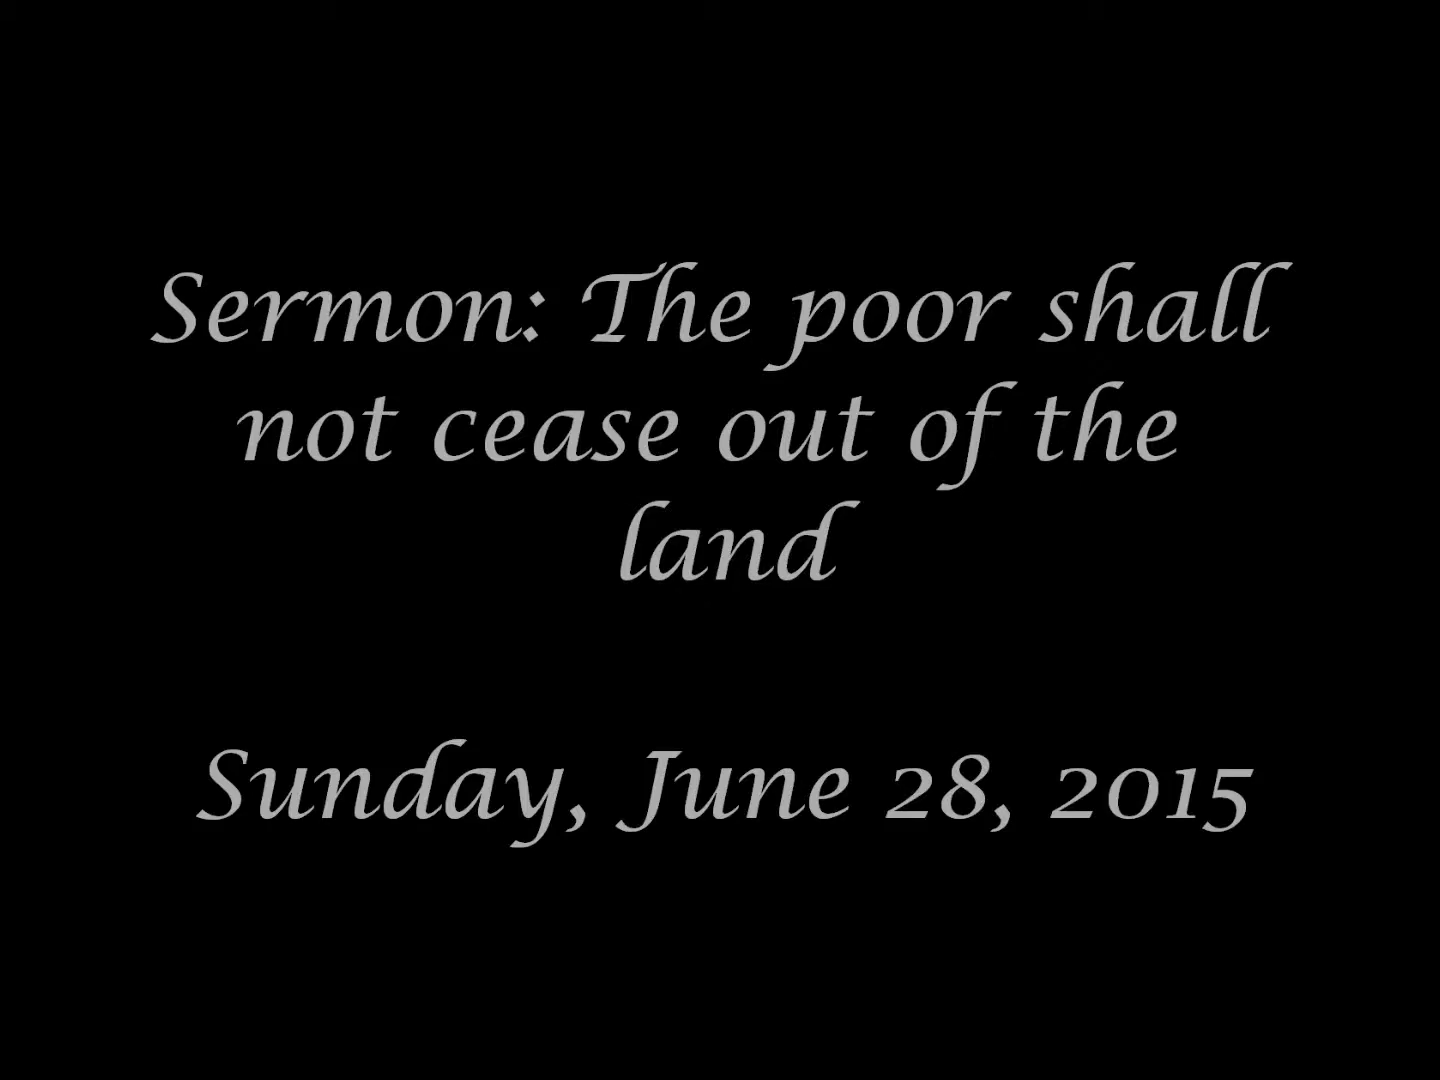 Sermon: The poor shall
not cease out of the
land
Sunday, June 28, 2015